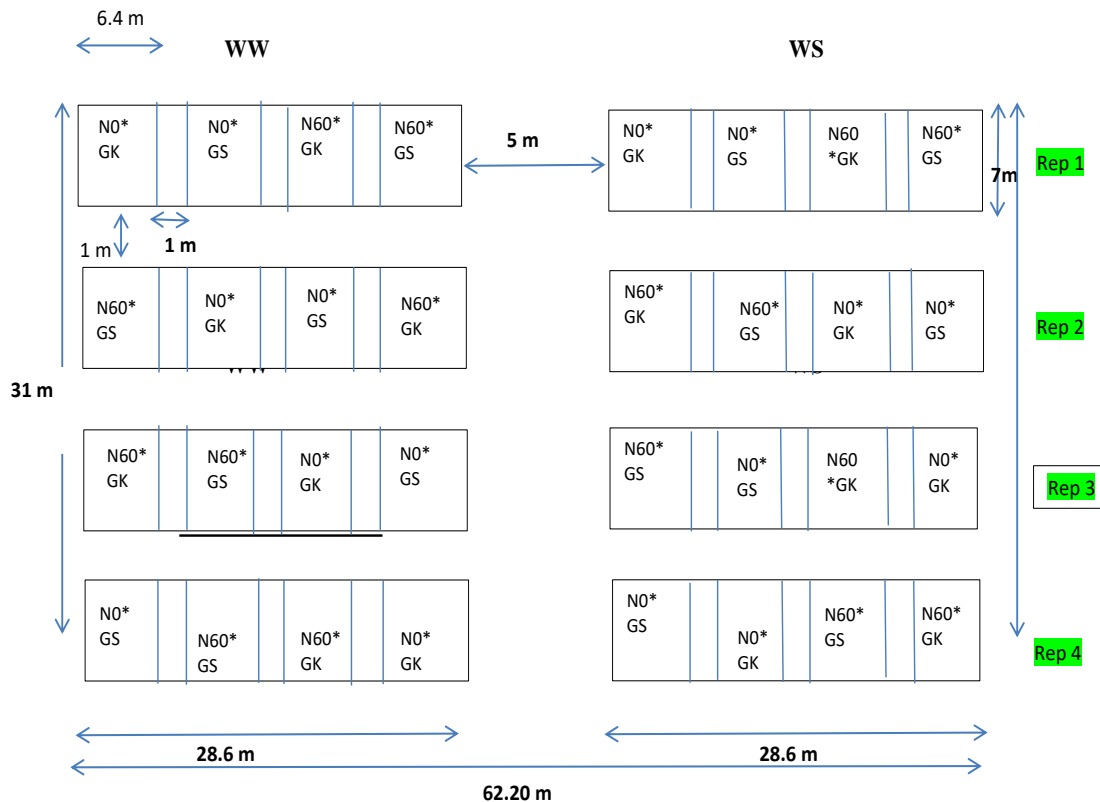 6.4 m
WW
WS
N0*
GK
N0*
GS
N60*
GK
N60*
GS
5 m
N0*
GK
N0*
GS
N60
*GK
N60*
GS
7m
Rep 1
1 m
1 m
N60*
GS
N0*
GK
N0*
GS
N60*
GK
N60*
GK
N60*
GS
N0*
GK
N0*
GS
Rep 2
31 m
N60*
GK
N60*
GS
N0*
GK
N0*
GS
N60*
GS
N0*
GS
N60
*GK
N0*
GK
Rep 3
N0*
GS
N60*
GS
N60*
GK
N0*
GK
N0*
GS
N0*
GK
N60*
GS
N60*
GK
Rep 4
28.6 m
28.6 m
62.20 m